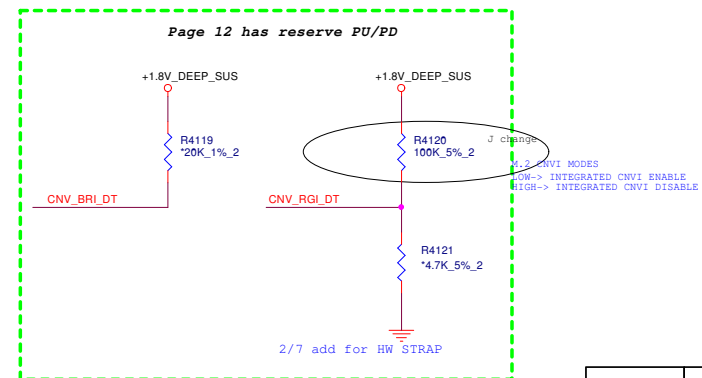 Page 12 has reserve PU/PD
+1.8V_DEEP_SUS
+1.8V_DEEP_SUS
R4119
*20K_1%_2
R4120
100K_5%_2
J change
M.2 CNVI MODES
LOW-> INTEGRATED CNVI ENABLE
HIGH-> INTEGRATED CNVI DISABLE
CNV_BRI_DT
CNV_RGI_DT
R4121
*4.7K_5%_2
2/7 add for HW STRAP